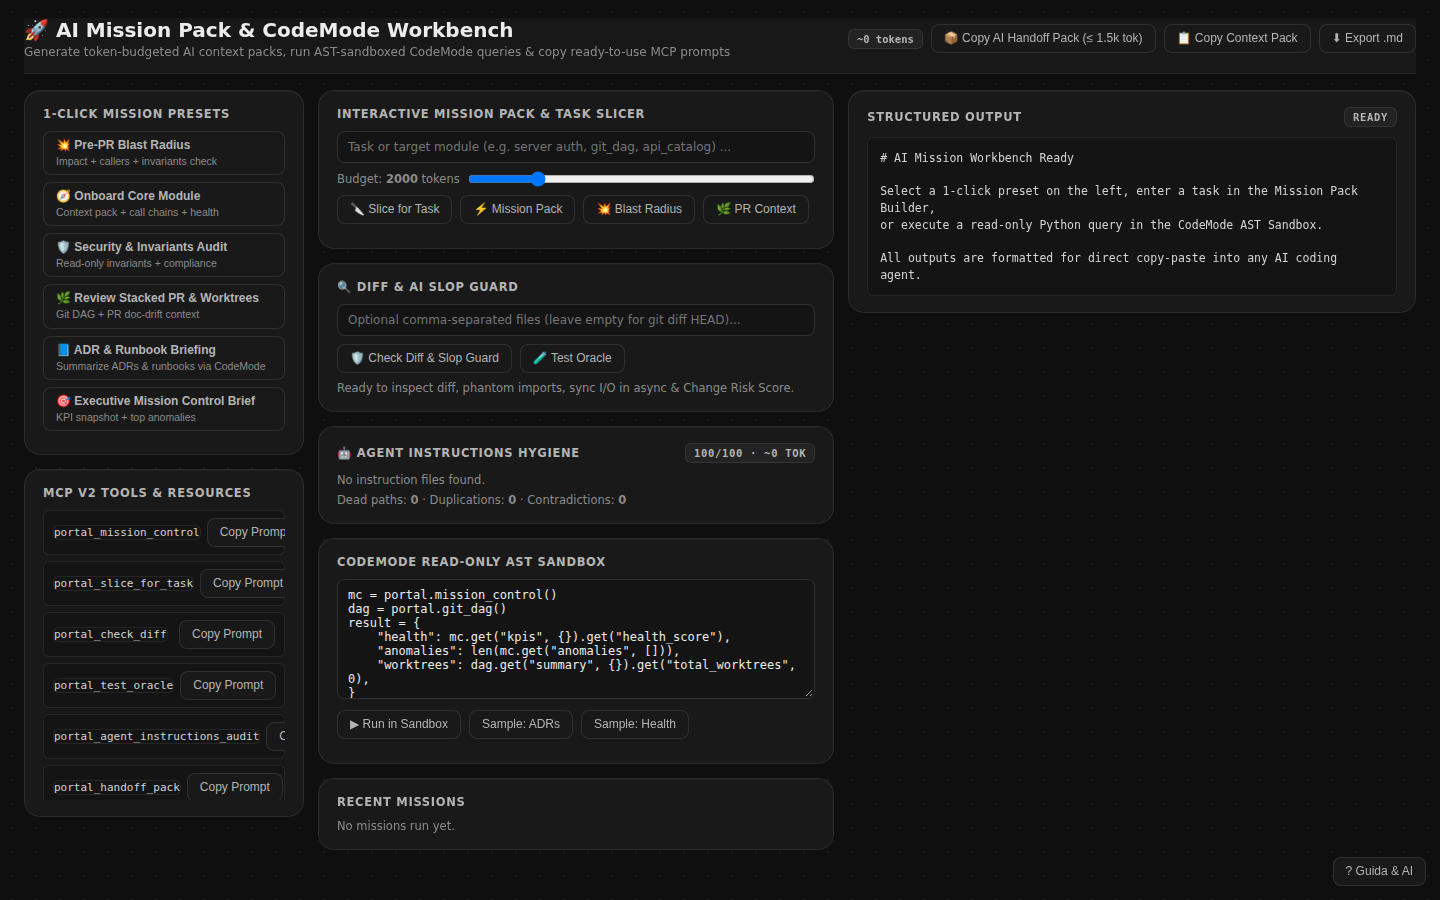 🚀 AI Mission Pack & CodeMode Workbench
Generate token-budgeted AI context packs, run AST-sandboxed CodeMode queries & copy ready-to-use MCP prompts
~0 tokens
📦 Copy AI Handoff Pack (≤ 1.5k tok)
📋 Copy Context Pack
⬇ Export .md
1-CLICK MISSION PRESETS
💥 Pre-PR Blast Radius
Impact + callers + invariants check
🧭 Onboard Core Module
Context pack + call chains + health
🛡️ Security & Invariants Audit
Read-only invariants + compliance
🌿 Review Stacked PR & Worktrees
Git DAG + PR doc-drift context
📘 ADR & Runbook Briefing
Summarize ADRs & runbooks via CodeMode
🎯 Executive Mission Control Brief
KPI snapshot + top anomalies
MCP V2 TOOLS & RESOURCES
portal_mission_control Copy Promp
portal_slice_for_task Copy Prompt
portal_check_diff Copy Prompt
portal_test_oracle Copy Prompt
portal_agent_instructions_audit C
portal_handoff_pack Copy Prompt
INTERACTIVE MISSION PACK & TASK SLICER
Task or target module (e.g. server auth, git_dag, api_catalog) ...
Budget: 2000 tokens
🔪 Slice for Task
⚡ Mission Pack
💥 Blast Radius
🌿 PR Context
🔍 DIFF & AI SLOP GUARD
Optional comma-separated files (leave empty for git diff HEAD)...
🛡️ Check Diff & Slop Guard
🧪 Test Oracle
Ready to inspect diff, phantom imports, sync I/O in async & Change Risk Score.
🤖 AGENT INSTRUCTIONS HYGIENE
100/100 · ~0 TOK
No instruction files found.
Dead paths: 0 · Duplications: 0 · Contradictions: 0
CODEMODE READ-ONLY AST SANDBOX
mc = portal.mission_control()
dag = portal.git_dag()
result = {
    "health": mc.get("kpis", {}).get("health_score"),
    "anomalies": len(mc.get("anomalies", [])),
    "worktrees": dag.get("summary", {}).get("total_worktrees",
0),
}
▶ Run in Sandbox
Sample: ADRs
Sample: Health
RECENT MISSIONS
No missions run yet.
STRUCTURED OUTPUT
READY
# AI Mission Workbench Ready
Select a 1-click preset on the left, enter a task in the Mission Pack
Builder,
or execute a read-only Python query in the CodeMode AST Sandbox.
All outputs are formatted for direct copy-paste into any AI coding
agent.
? Guida & AI